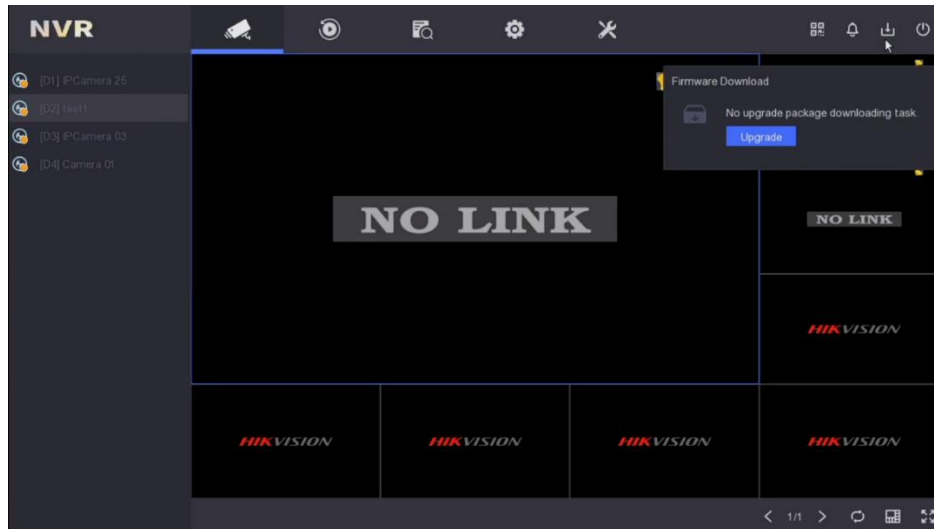 NVR
[D1] IPCamera 25
[D2] test1
[D3] IPCamera 03
[D4] Camera 01
Firmware Download
No upgrade package downloading task.
Upgrade
NO LINK
NO LINK
HIKVISION
HIKVISION
HIKVISION
HIKVISION
HIKVISION
1/1